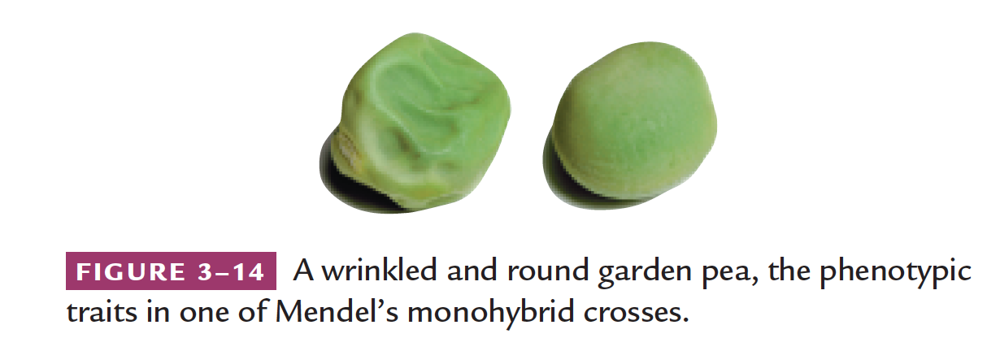 FIGURE 3–14 A wrinkled and round garden pea, the phenotypic
traits in one of Mendel’s monohybrid crosses.